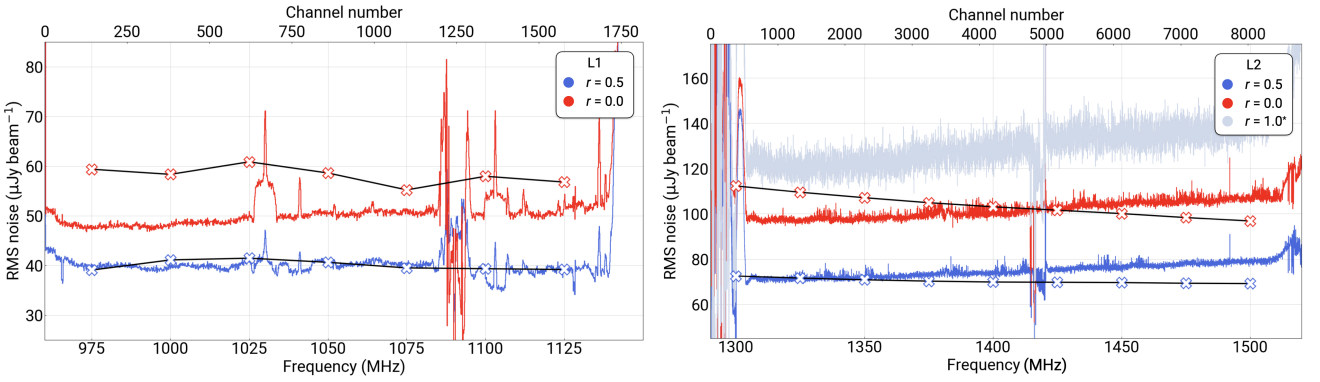 Channel number
0 250 500 750 1000 1250 1500 1750
RMS noise (μJy beam−1)
80
70
60
50
40
30
L1
r = 0.5
r = 0.0
975 1000 1025 1050 1075 1100 1125
Frequency (MHz)
Channel number
0 1000 2000 3000 4000 5000 6000 7000 8000
RMS noise (μJy beam−1)
160
140
120
100
80
60
L2
r = 0.5
r = 0.0
r = 1.0*
1300 1350 1400 1450 1500
Frequency (MHz)